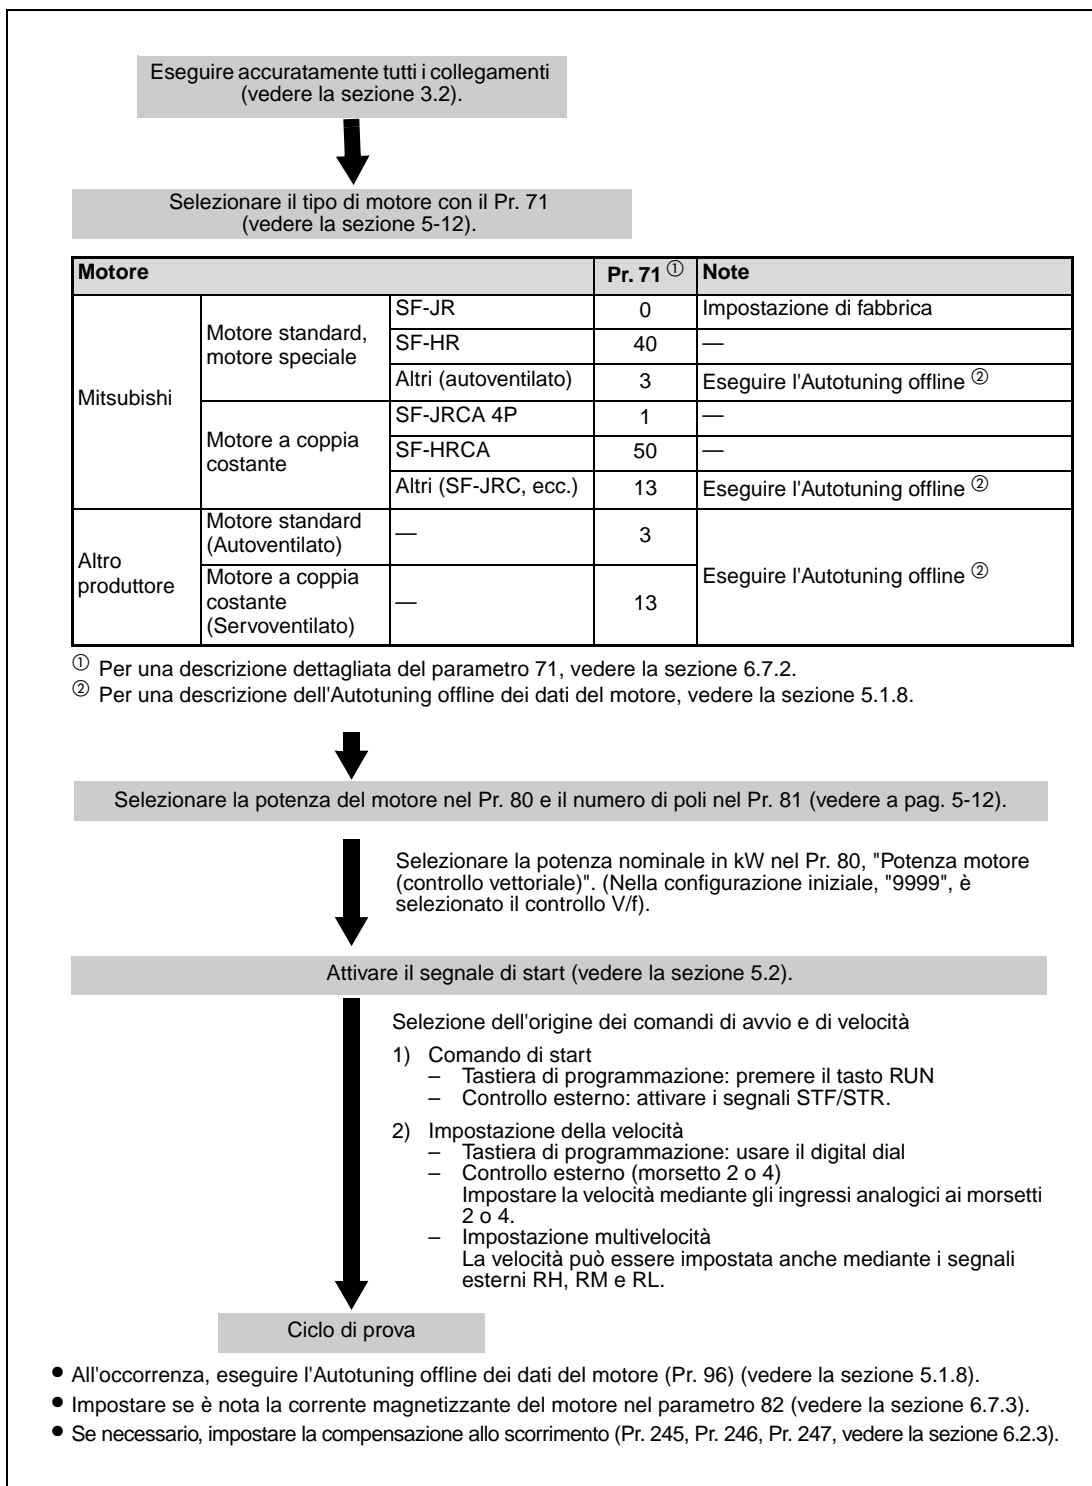 Eseguire accuratamente tutti i collegamenti
(vedere la sezione 3.2).
Selezionare il tipo di motore con il Pr. 71
(vedere la sezione 5-12).
Motore Pr. 71 ① Note
Mitsubishi
Motore standard,
motore speciale
SF-JR 0 Impostazione di fabbrica
SF-HR 40 —
Altri (autoventilato) 3 Eseguire l'Autotuning offline ②
Motore a coppia
costante
SF-JRCA 4P 1 —
SF-HRCA 50 —
Altri (SF-JRC, ecc.) 13 Eseguire l'Autotuning offline ②
Altro
produttore
Motore standard
(Autoventilato)
— 3
Eseguire l'Autotuning offline ②
Motore a coppia
costante
(Servoventilato)
— 13
① Per una descrizione dettagliata del parametro 71, vedere la sezione 6.7.2.
② Per una descrizione dell'Autotuning offline dei dati del motore, vedere la sezione 5.1.8.
Selezionare la potenza del motore nel Pr. 80 e il numero di poli nel Pr. 81 (vedere a pag. 5-12).
Selezionare la potenza nominale in kW nel Pr. 80, "Potenza motore
(controllo vettoriale)". (Nella configurazione iniziale, "9999", è
selezionato il controllo V/f).
Attivare il segnale di start (vedere la sezione 5.2).
Selezione dell'origine dei comandi di avvio e di velocità
1) Comando di start
– Tastiera di programmazione: premere il tasto RUN
– Controllo esterno: attivare i segnali STF/STR.
2) Impostazione della velocità
– Tastiera di programmazione: usare il digital dial
– Controllo esterno (morsetto 2 o 4)
Impostare la velocità mediante gli ingressi analogici ai morsetti
2 o 4.
– Impostazione multivelocità
La velocità può essere impostata anche mediante i segnali
esterni RH, RM e RL.
Ciclo di prova
● All'occorrenza, eseguire l'Autotuning offline dei dati del motore (Pr. 96) (vedere la sezione 5.1.8).
● Impostare se è nota la corrente magnetizzante del motore nel parametro 82 (vedere la sezione 6.7.3).
● Se necessario, impostare la compensazione allo scorrimento (Pr. 245, Pr. 246, Pr. 247, vedere la sezione 6.2.3).